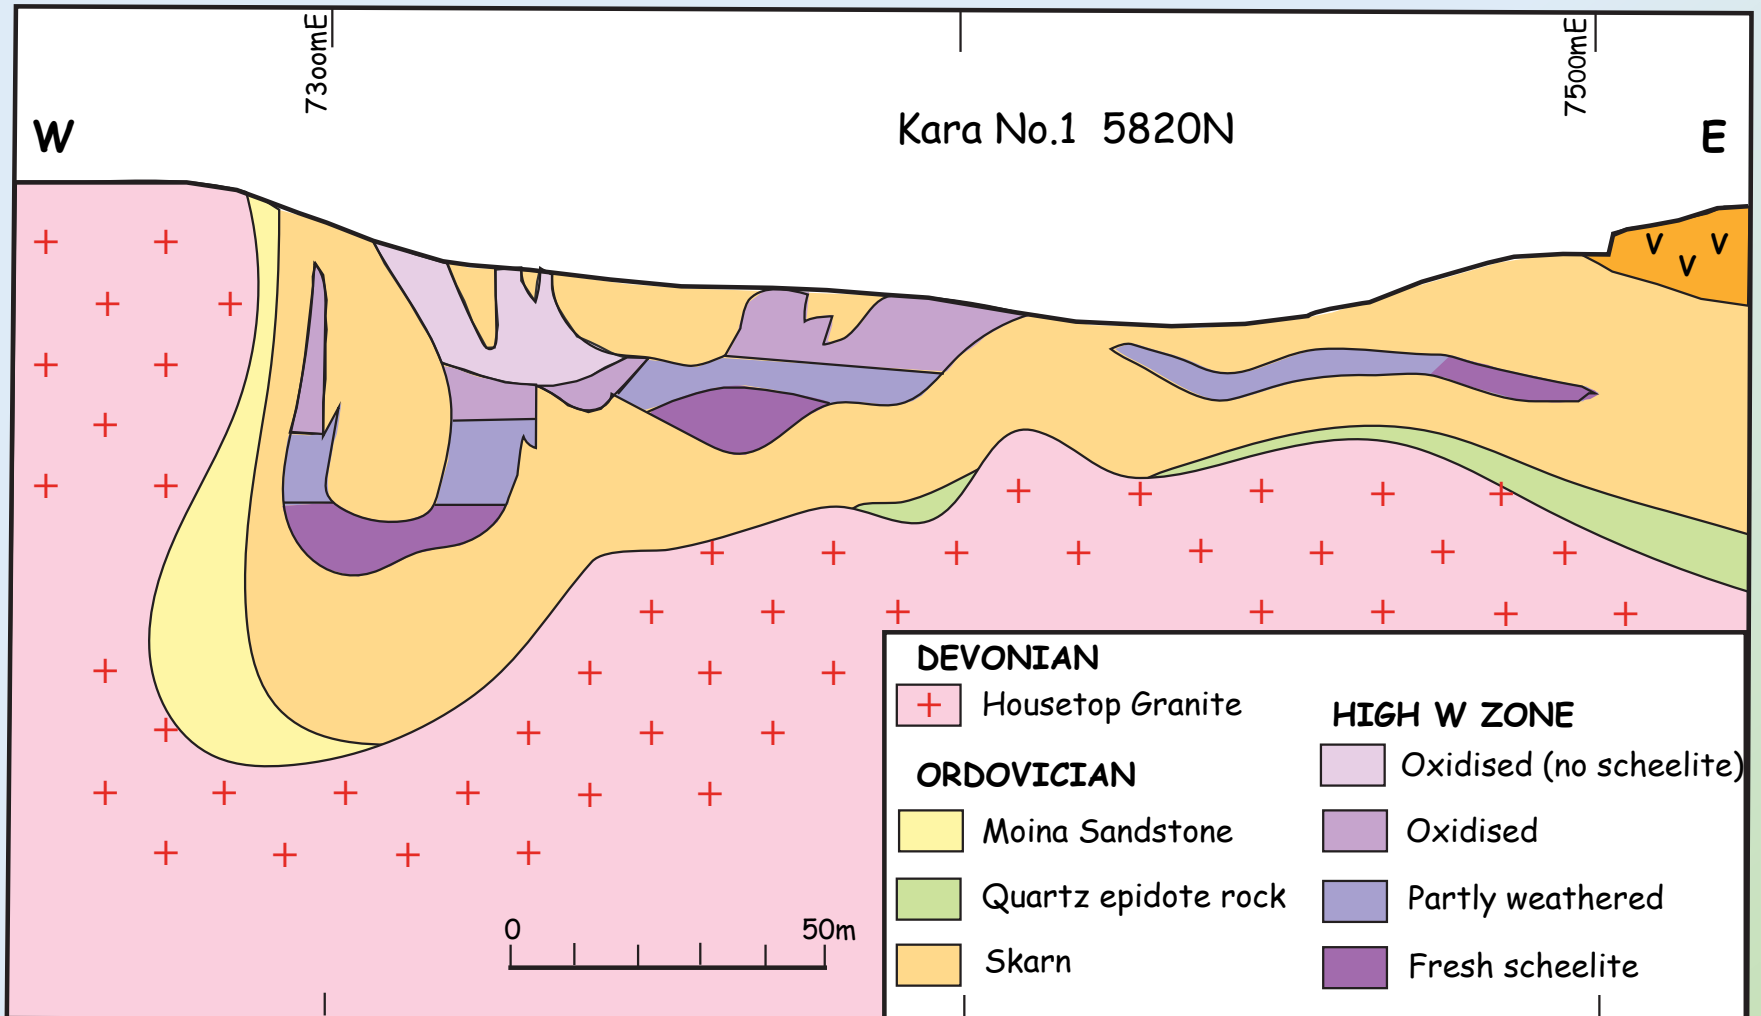 7300mE
7500mE
W
Kara No.1 5820N
E
V V
V
DEVONIAN
Housetop Granite
ORDOVICIAN
Moina Sandstone
Quartz epidote rock
Skarn
HIGH W ZONE
Oxidised (no scheelite)
Oxidised
Partly weathered
Fresh scheelite
0 50m